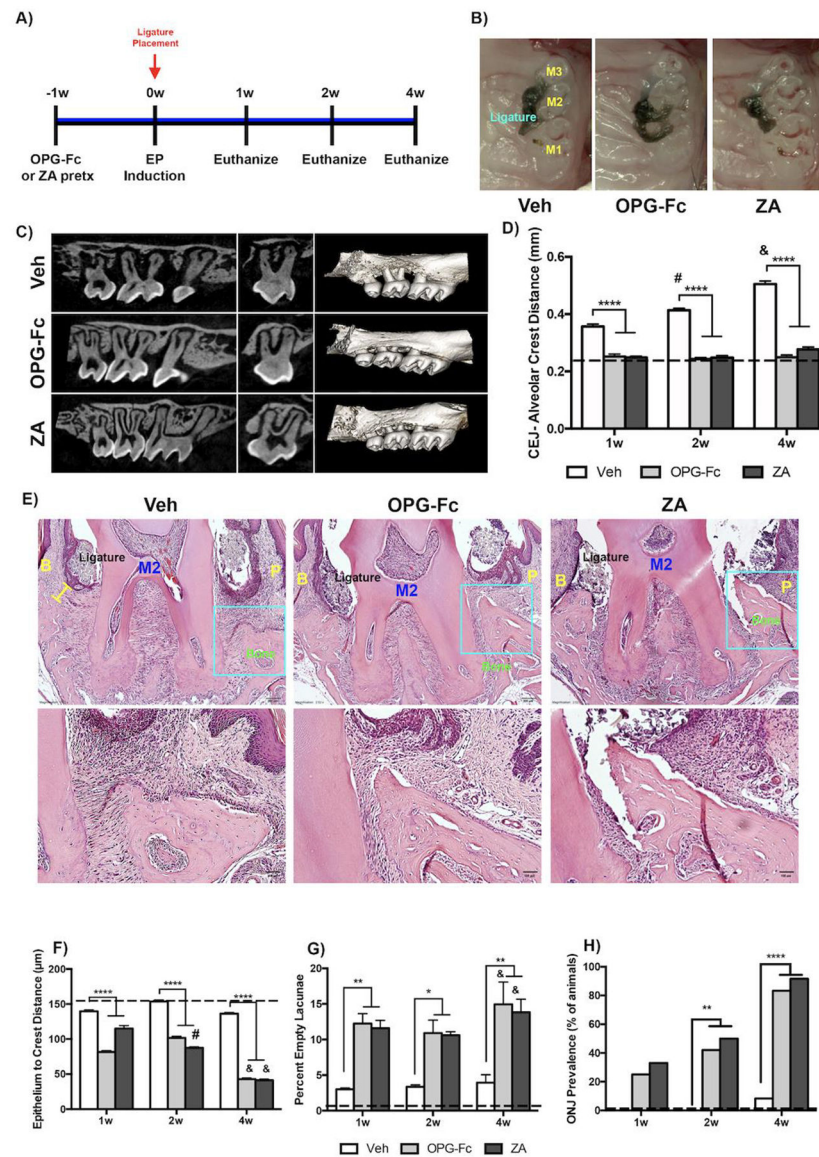 A)
Ligature
Placement
-1w 0w 1w 2w 4w
OPG-Fc
or ZA pretx
EP
Induction
Euthanize Euthanize Euthanize
B)
M3
M2
Ligature
M1
Veh OPG-Fc ZA
C)
Veh
OPG-Fc
ZA
D)
CEJ- Alveolar Crest Distance (mm)
0.6
0.4
0.2
0.0
****
#
****
&
****
1w 2w 4w
Veh OPG-Fc ZA
E)
Veh OPG-Fc ZA
B Ligature M2 P Bone
B Ligature M2 P Bone
B Ligature M2 P Bone
F)
Epithelium to Crest Distance (µm)
200
150
100
50
0
****
****
#
****
& &
1w 2w 4w
G)
Percent Empty Lacunae
20
15
10
5
0
**
*
**
&
&
1w 2w 4w
H)
ONJ Prevalence (% of animals)
100
80
60
40
20
0
**
****
1w 2w 4w
Veh OPG-Fc ZA